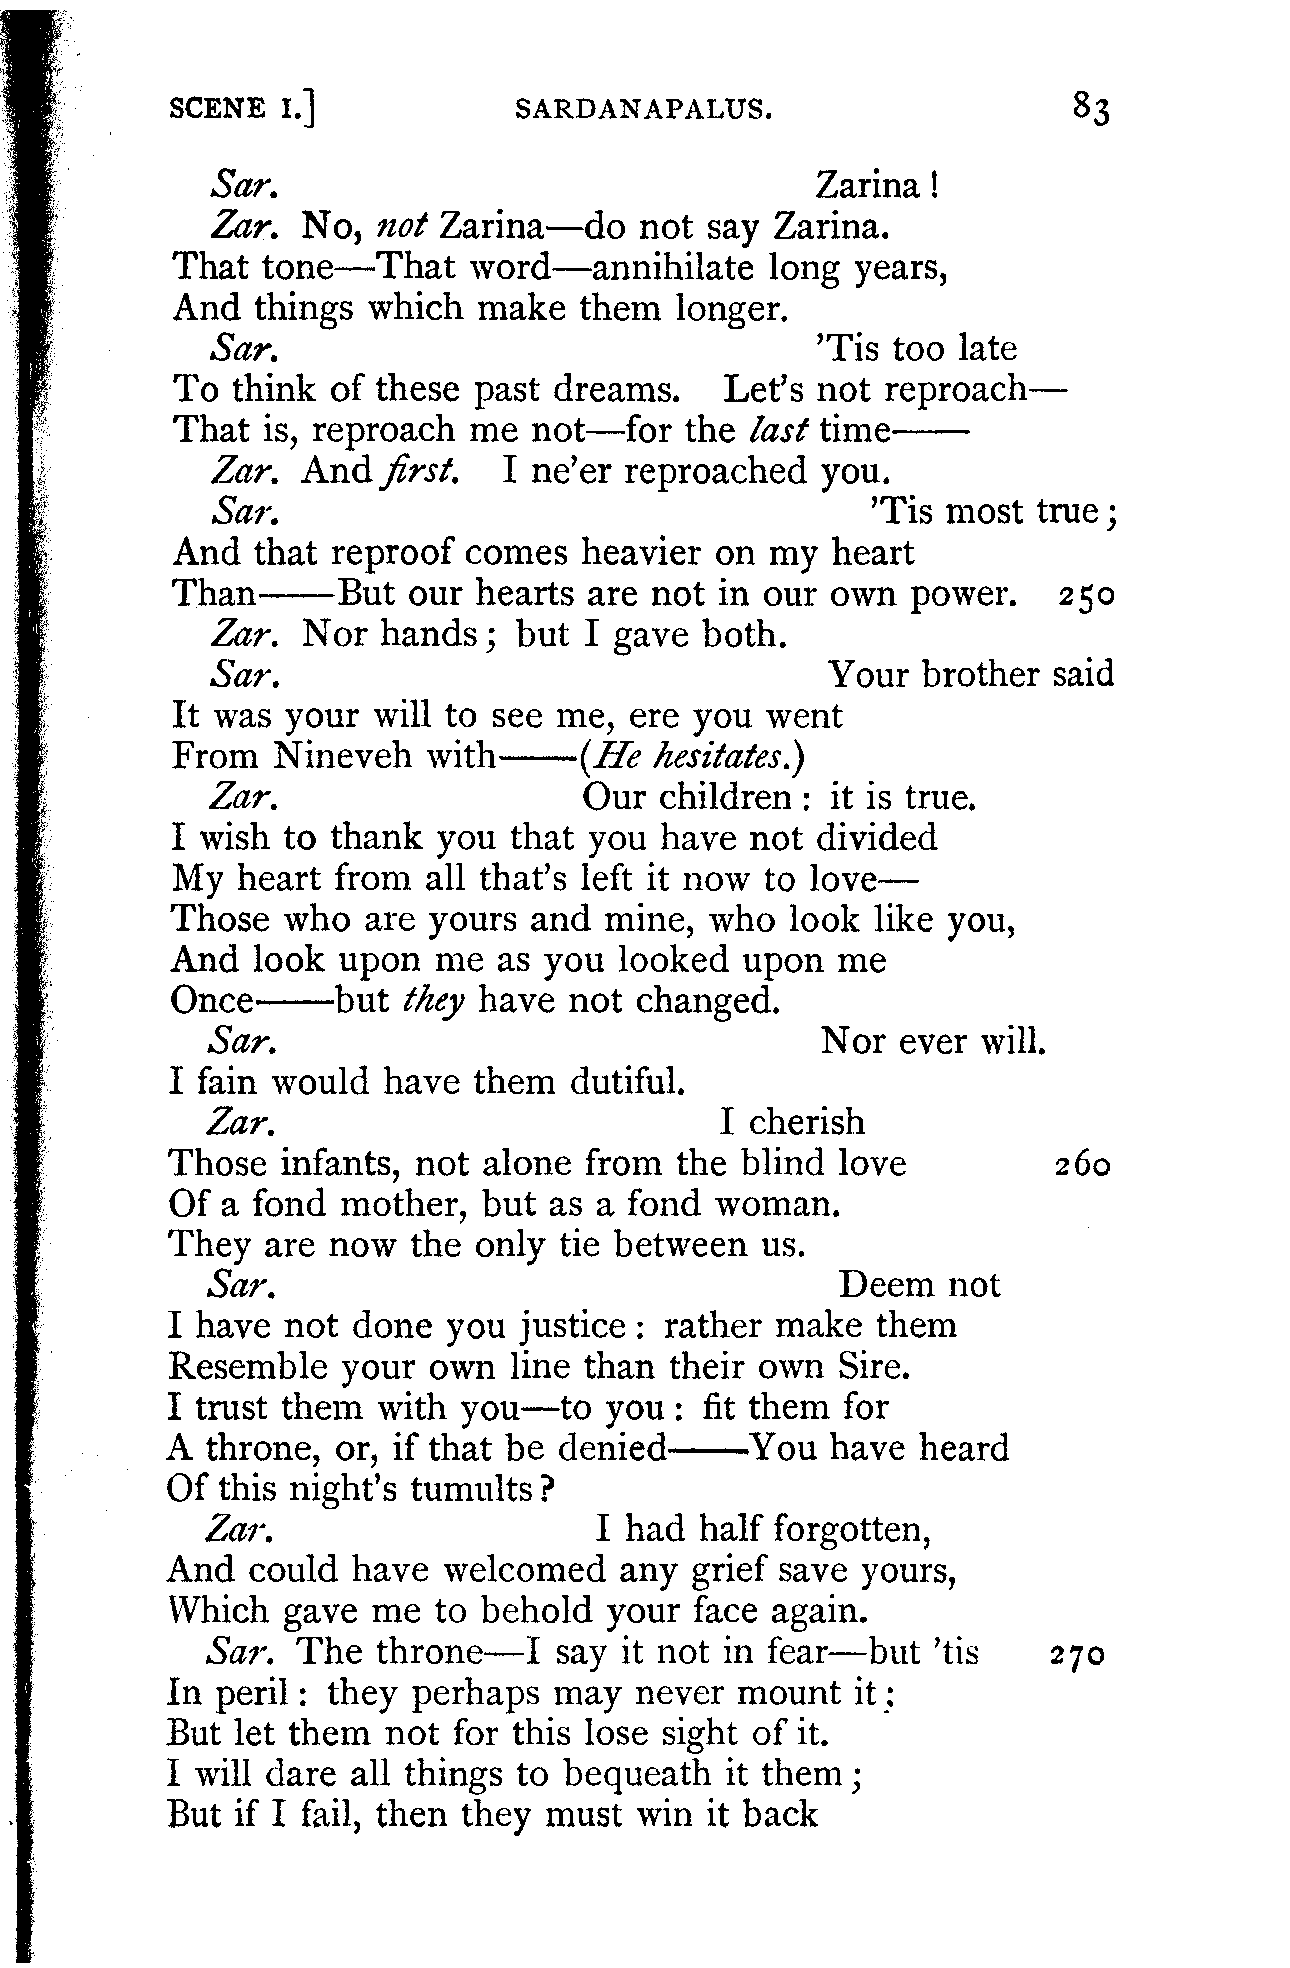 SCENE I.] SARDANAPALUS. 83
Sar. Zarina !
Zar. No, not Zarina—do not say Zarina.
That tone—That word—annihilate long years,
And things which make them longer.
Sar. 'Tis too late
To think of these past dreams. Let's not reproach—
That is, reproach me not—for the last time——
Zar. And first. I ne'er reproached you.
Sar. 'Tis most true ;
And that reproof comes heavier on my heart
Than——But our hearts are not in our own power. 250
Zar. Nor hands ; but I gave both.
Sar. Your brother said
It was your will to see me, ere you went
From Nineveh with——(He hesitates.)
Zar. Our children : it is true.
I wish to thank you that you have not divided
My heart from all that's left it now to love—
Those who are yours and mine, who look like you,
And look upon me as you looked upon me
Once——but they have not changed.
Sar. Nor ever will.
I fain would have them dutiful.
Zar. I cherish
Those infants, not alone from the blind love 260
Of a fond mother, but as a fond woman.
They are now the only tie between us.
Sar. Deem not
I have not done you justice : rather make them
Resemble your own line than their own Sire.
I trust them with you—to you : fit them for
A throne, or, if that be denied——You have heard
Of this night's tumults ?
Zar. I had half forgotten,
And could have welcomed any grief save yours,
Which gave me to behold your face again.
Sar. The throne—I say it not in fear—but 'tis 270
In peril : they perhaps may never mount it :
But let them not for this lose sight of it.
I will dare all things to bequeath it them ;
But if I fail, then they must win it back